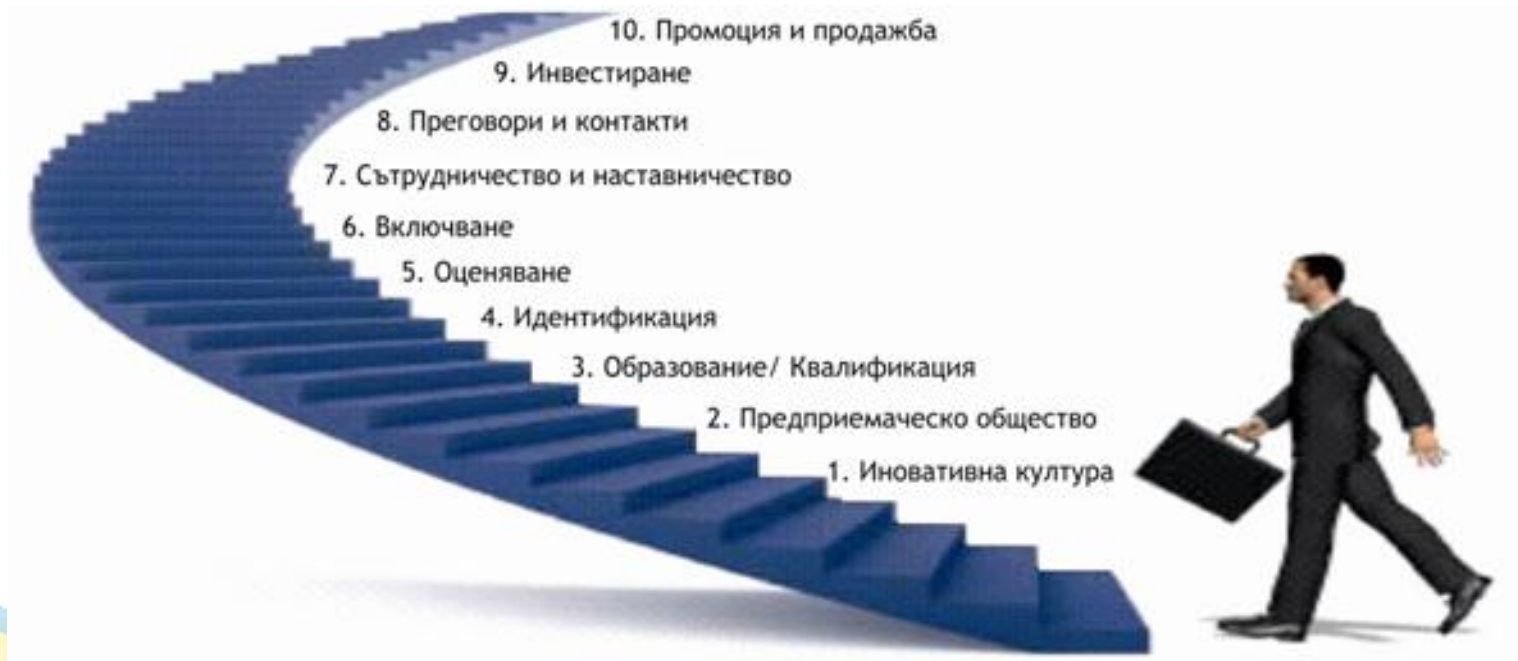 10. Промоция и продажба
9. Инвестиране
8. Преговори и контакти
7. Сътрудничество и наставничество
6. Включване
5. Оценяване
4. Идентификация
3. Образование/ Квалификация
2. Предприемаческо общество
1. Иновативна култура